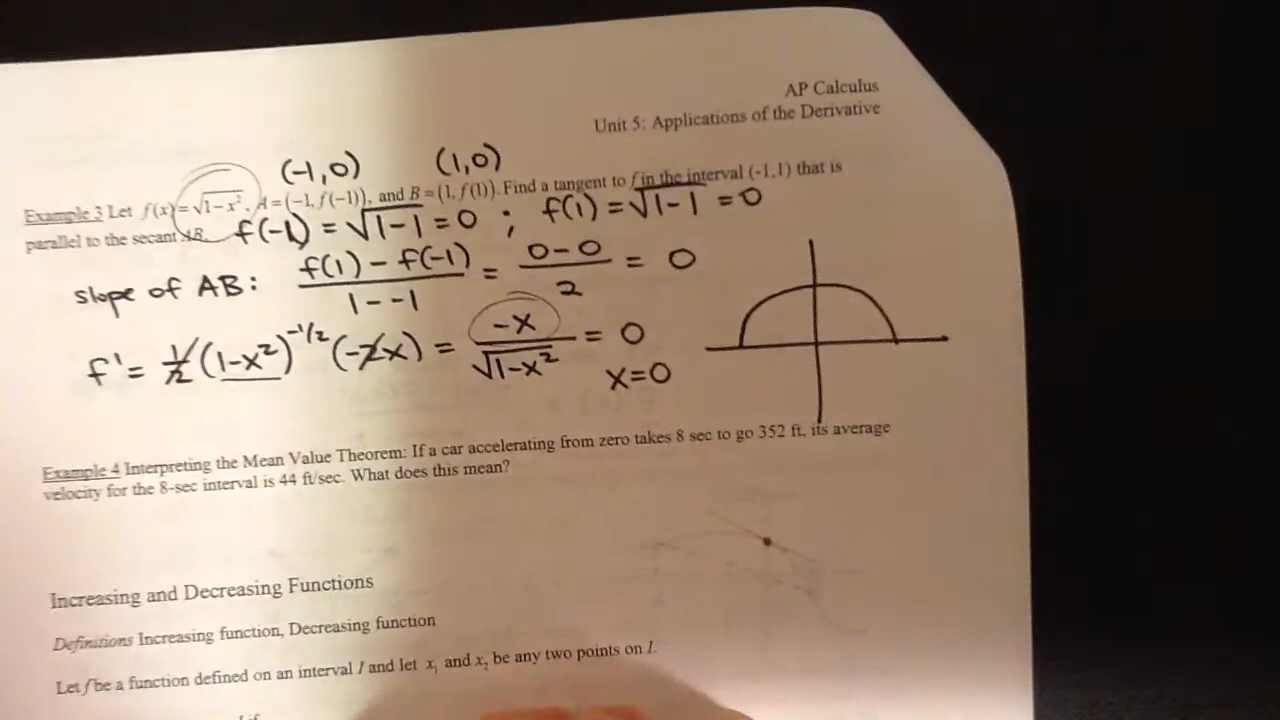 AP Calculus
Unit 5: Applications of the Derivative
(-1,0) (1,0)
Example 3 Let f(x)=√1-x², A=(-1, f(-1)), and B=(1, f(1)). Find a tangent to f in the interval (-1,1) that is
parallel to the secant AB.
f(-1) = √1-1 = 0 ; f(1) = √1-1 = 0
slope of AB: f(1) - f(-1) / 1--1 = 0-0 / 2 = 0
f' = 1/2 (1-x²)^-1/2 (-2x) = -x / √1-x² = 0
x=0
Example 4 Interpreting the Mean Value Theorem: If a car accelerating from zero takes 8 sec to go 352 ft, its average
velocity for the 8-sec interval is 44 ft/sec. What does this mean?
Increasing and Decreasing Functions
Definitions Increasing function, Decreasing function
Let f be a function defined on an interval I and let x₁ and x₂ be any two points on I.